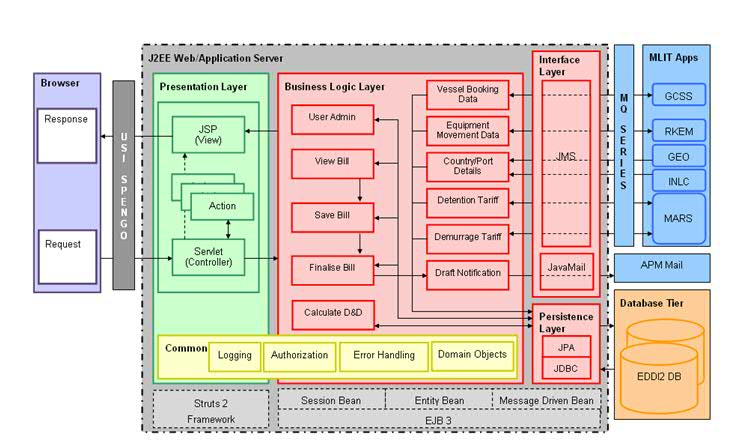 J2EE Web/Application Server
Browser
Response
Request
USI SPENGO
Presentation Layer
JSP
(View)
Action
Servlet
(Controller)
Business Logic Layer
User Admin
View Bill
Save Bill
Finalise Bill
Calculate D&D
Vessel Booking
Data
Equipment
Movement Data
Country/Port
Details
Detention Tariff
Demurrage Tariff
Draft Notification
Interface
Layer
JMS
JavaMail
Persistence
Layer
JPA
JDBC
Common
Logging
Authorization
Error Handling
Domain Objects
Struts 2
Framework
Session Bean
Entity Bean
Message Driven Bean
EJB 3
MQ SERIES
MLIT Apps
GCSS
RKEM
GEO
INLC
MARS
APM Mail
Database Tier
EDDI2 DB